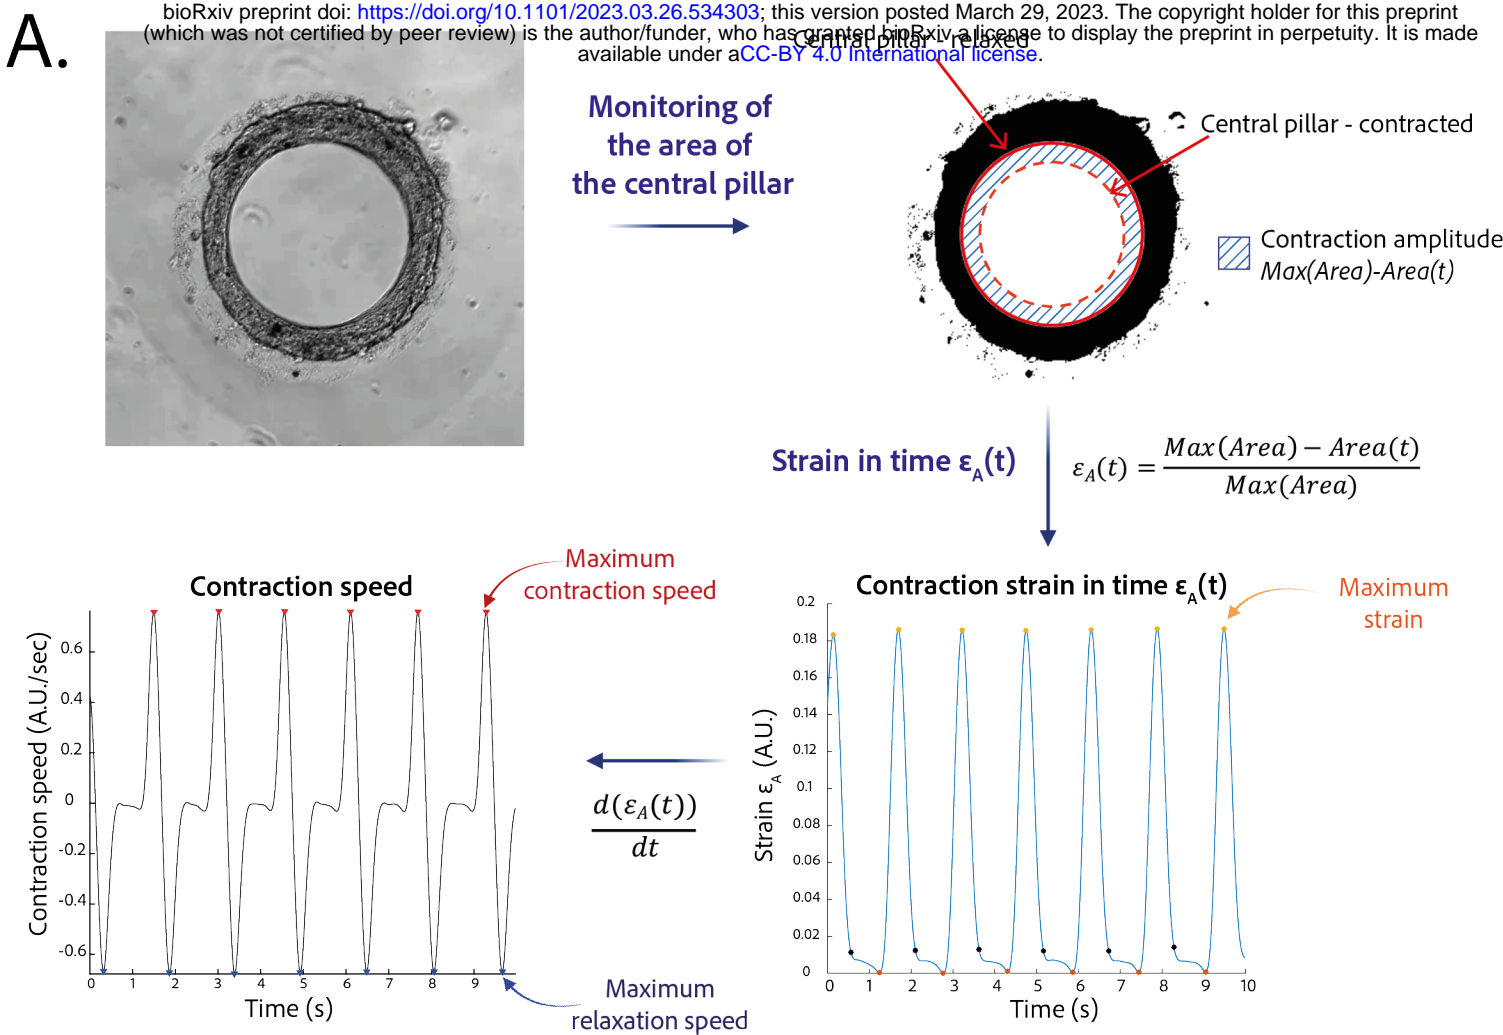 bioRxiv preprint doi: https://doi.org/10.1101/2023.03.26.534303; this version posted March 29, 2023. The copyright holder for this preprint
(which was not certified by peer review) is the author/funder, who has granted bioRxiv a license to display the preprint in perpetuity. It is made
available under aCC-BY 4.0 International license.
A.
Central pillar - relaxed
Monitoring of
the area of
the central pillar
Central pillar - contracted
Contraction amplitude
Max(Area)-Area(t)
Strain in time εA(t)
εA(t) = Max(Area) − Area(t)
Max(Area)
Maximum
contraction speed
Contraction speed
Contraction speed (A.U./sec)
0.6
0.4
0.2
0
-0.2
-0.4
-0.6
0 1 2 3 4 5 6 7 8 9
Time (s)
Maximum
relaxation speed
d(εA(t))
dt
Contraction strain in time εA(t)
Maximum
strain
Strain εA (A.U.)
0.2
0.18
0.16
0.14
0.12
0.1
0.08
0.06
0.04
0.02
0
0 1 2 3 4 5 6 7 8 9 10
Time (s)